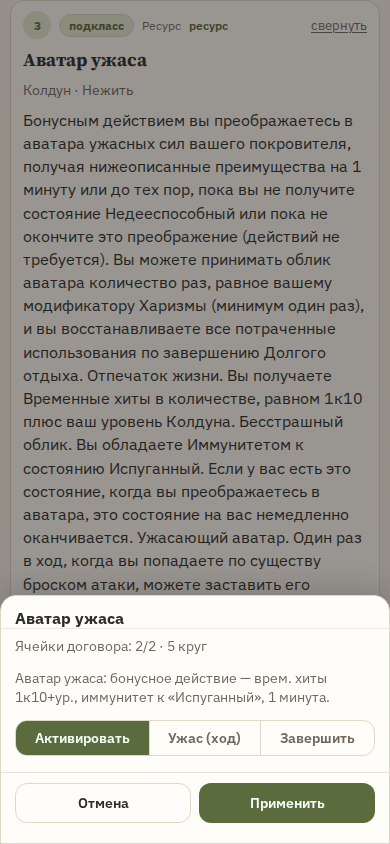 3 подкласс Ресурс ресурс свернуть
Аватар ужаса
Колдун · Нежить
Бонусным действием вы преображаетесь в
аватара ужасных сил вашего покровителя,
получая нижеописанные преимущества на 1
минуту или до тех пор, пока вы не получите
состояние Недееспособный или пока не
окончите это преображение (действий не
требуется). Вы можете принимать облик
аватара количество раз, равное вашему
модификатору Харизмы (минимум один раз),
и вы восстанавливаете все потраченные
использования по завершению Долгого
отдыха. Отпечаток жизни. Вы получаете
Временные хиты в количестве, равном 1к10
плюс ваш уровень Колдуна. Бесстрашный
облик. Вы обладаете Иммунитетом к
состоянию Испуганный. Если у вас есть это
состояние, когда вы преображаетесь в
аватара, это состояние на вас немедленно
оканчивается. Ужасающий аватар. Один раз
в ход, когда вы попадаете по существу
броском атаки, можете заставить его
Аватар ужаса
Ячейки договора: 2/2 · 5 круг
Аватар ужаса: бонусное действие — врем. хиты
1к10+ур., иммунитет к «Испуганный», 1 минута.
Активировать Ужас (ход) Завершить
Отмена Применить